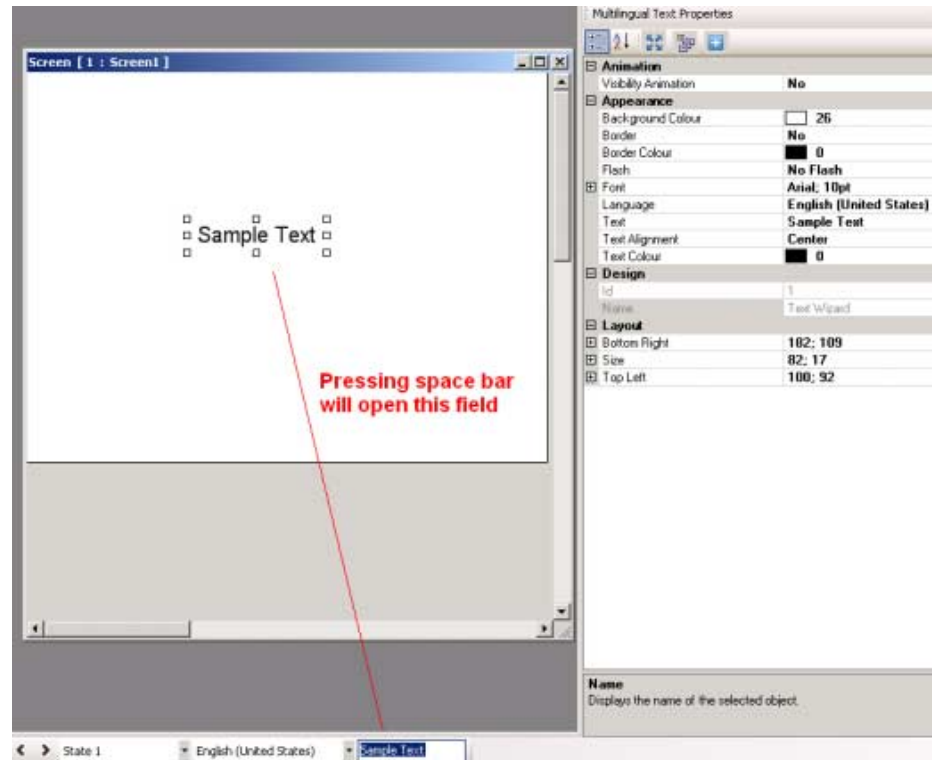 Multilingual Text Properties
Screen [ 1 : Screen1 ]
Animation
Visibility Animation No
Appearance
Background Colour 26
Border No
Border Colour 0
Flash No Flash
Font Arial; 10pt
Language English (United States)
Text Sample Text
Text Alignment Center
Text Colour 0
Design
Id 1
Name Text Wizard
Layout
Bottom Right 182; 109
Size 82; 17
Top Left 100; 92
Sample Text
Pressing space bar
will open this field
Name
Displays the name of the selected object.
State 1 English (United States) Sample Text